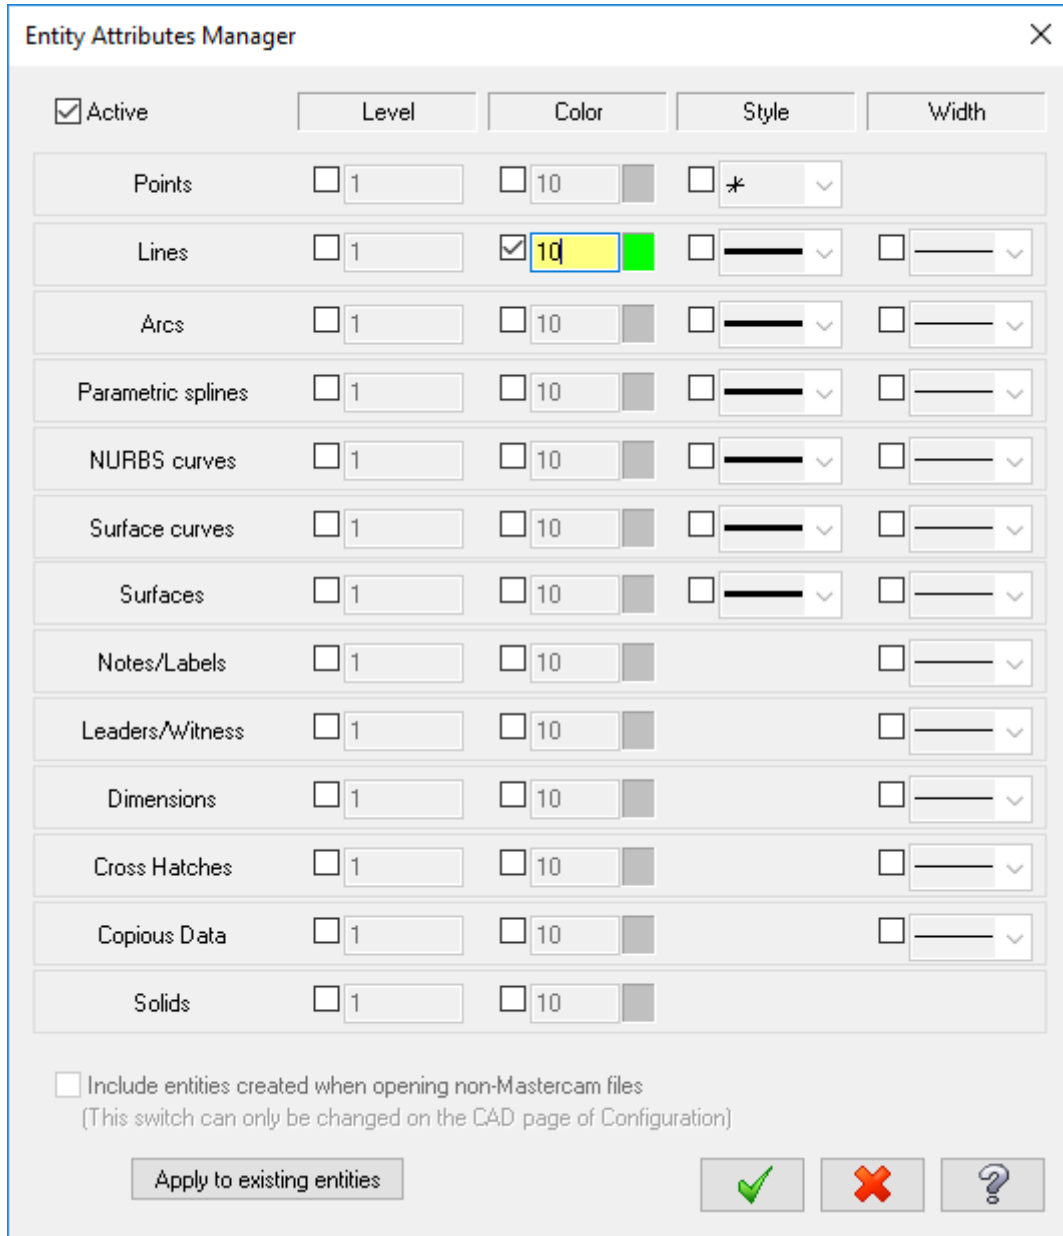 Entity Attributes Manager
Active Level Color Style Width
Points 1 10
Lines 1 10
Arcs 1 10
Parametric splines 1 10
NURBS curves 1 10
Surface curves 1 10
Surfaces 1 10
Notes/Labels 1 10
Leaders/Witness 1 10
Dimensions 1 10
Cross Hatches 1 10
Copious Data 1 10
Solids 1 10
Include entities created when opening non-Mastercam files
(This switch can only be changed on the CAD page of Configuration)
Apply to existing entities